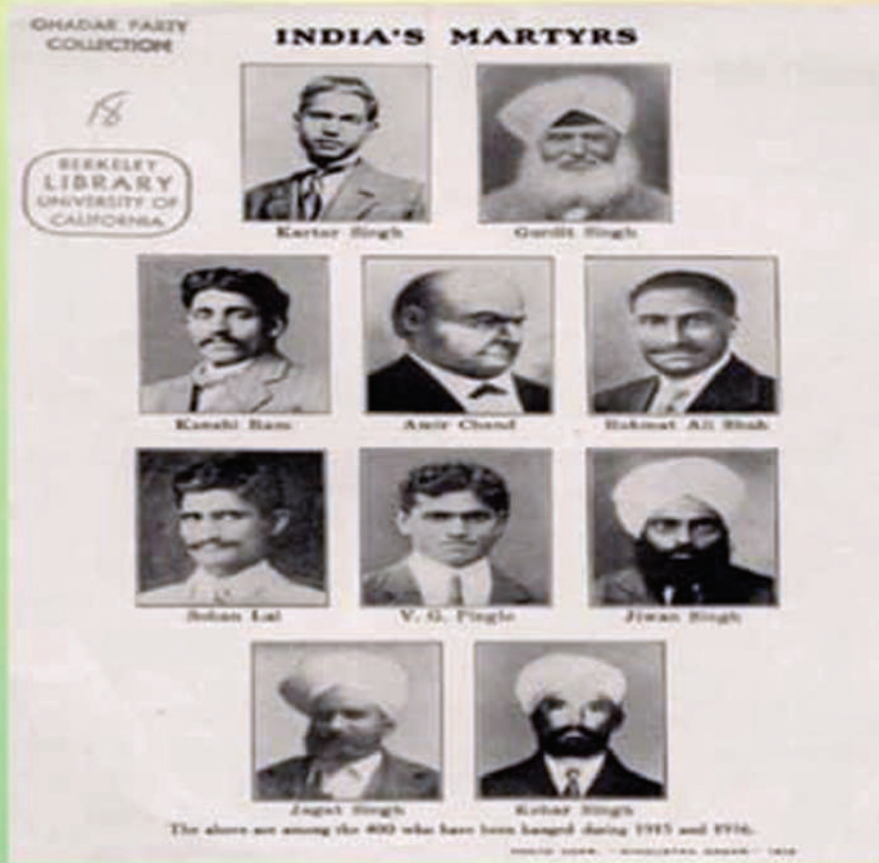 GHADAR PARTY
COLLECTION
INDIA'S MARTYRS
18
BERKELEY
LIBRARY
UNIVERSITY OF
CALIFORNIA
Kartar Singh
Gurdit Singh
Kanshi Ram
Amir Chand
Rahmat Ali Shah
Sohan Lal
V. G. Pingle
Jiwan Singh
Jagat Singh
Kehar Singh
The above are among the 400 who have been hanged during 1915 and 1916.